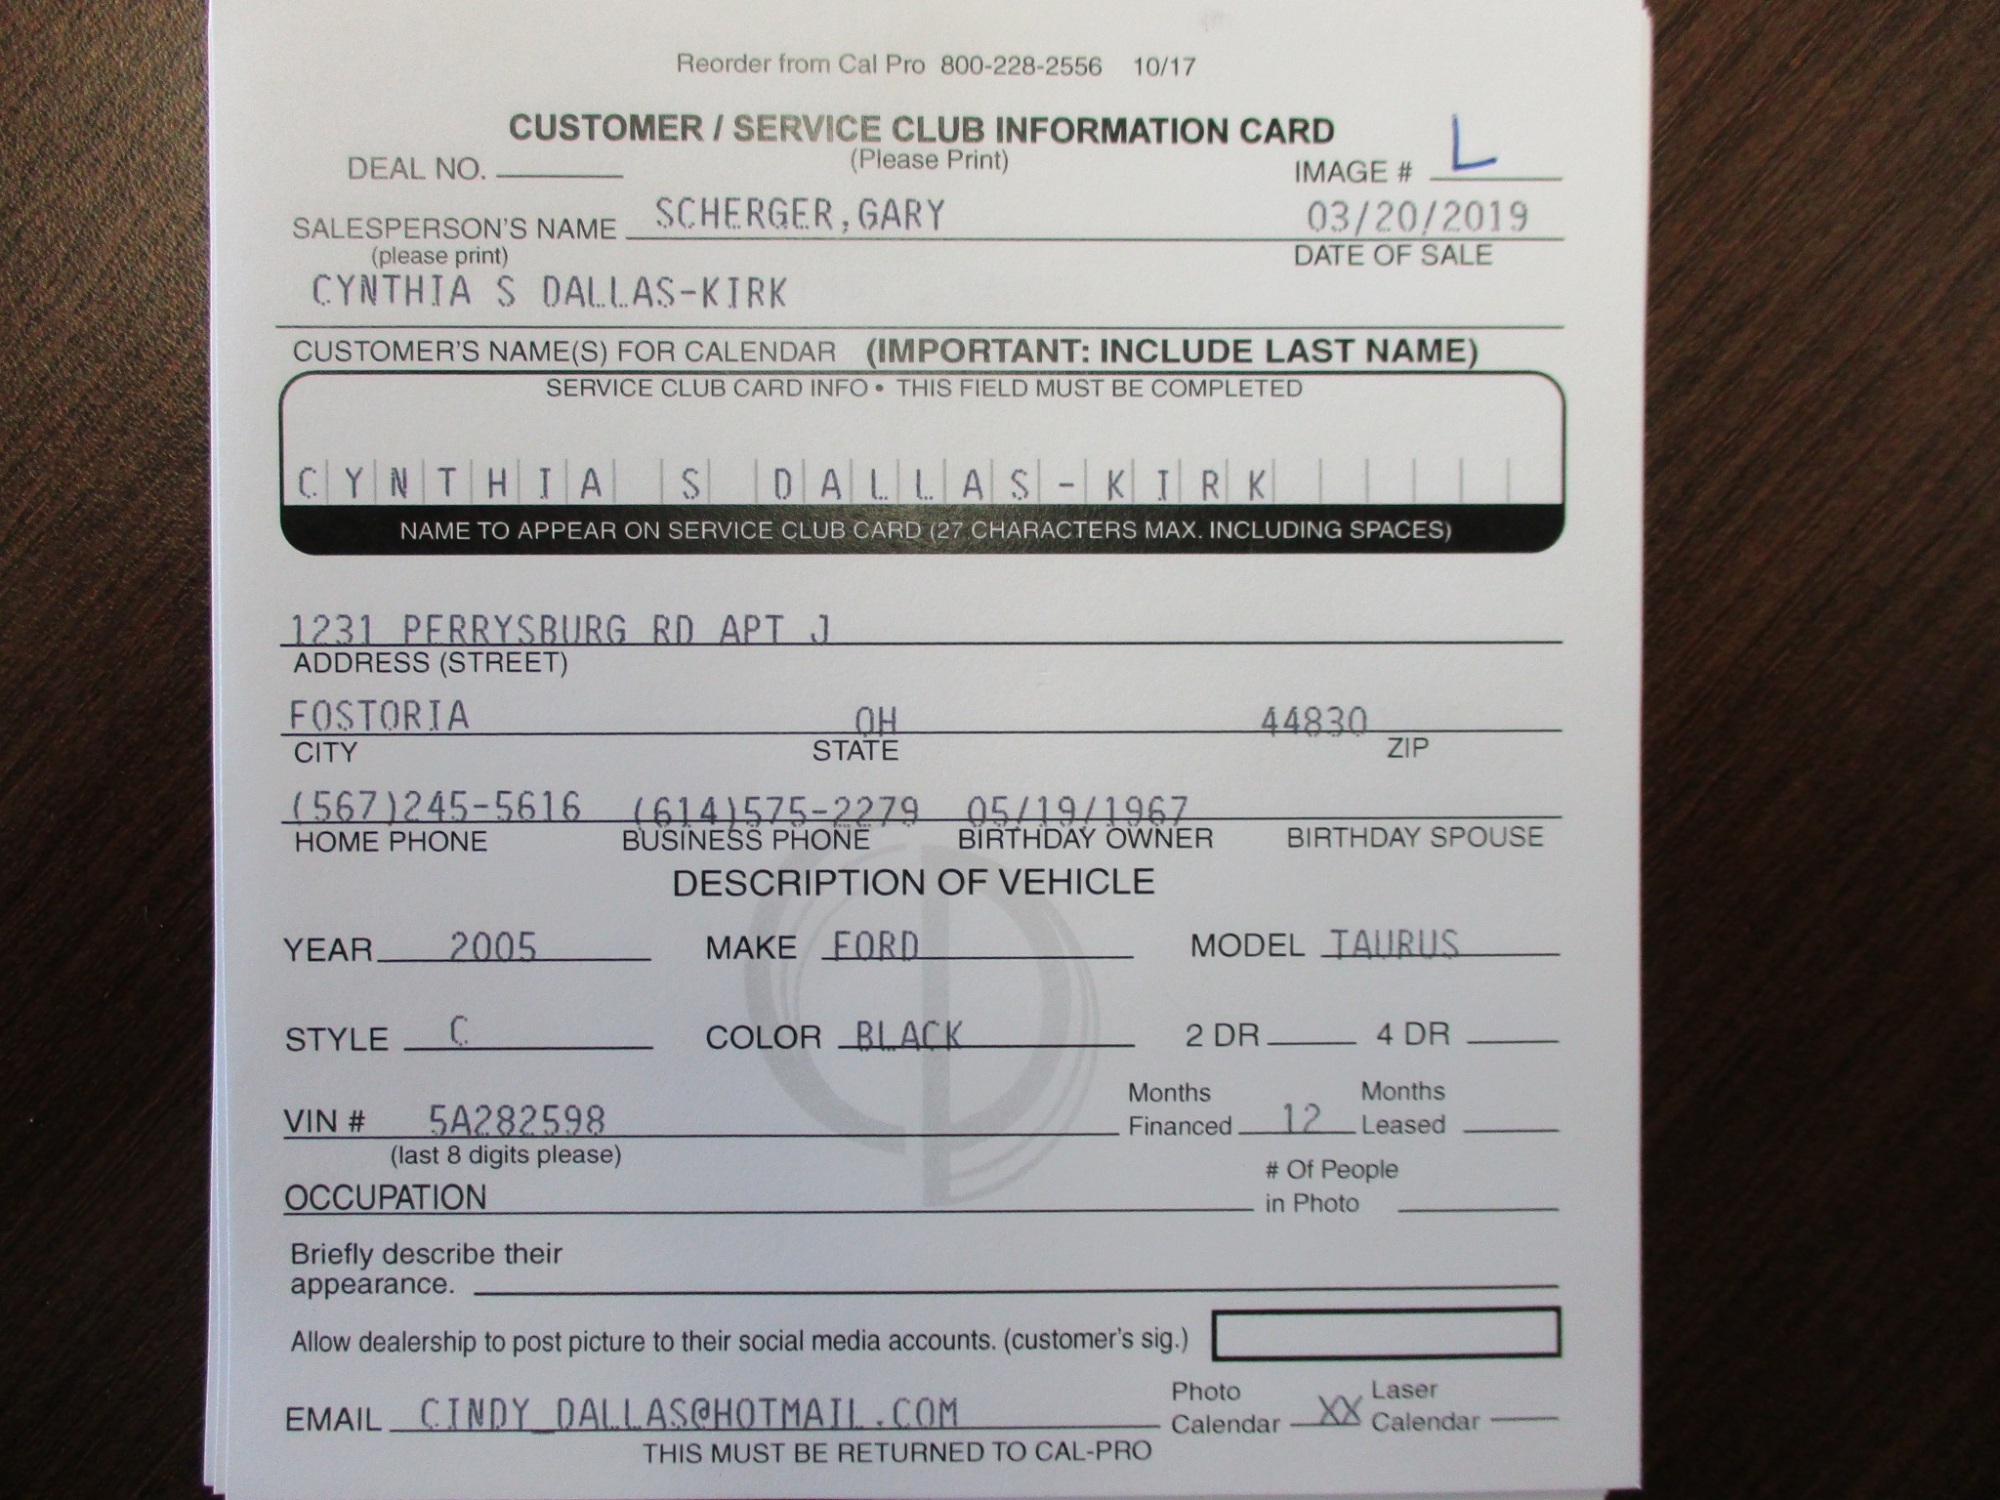 Reorder from Cal Pro 800-228-2556 10/17
CUSTOMER / SERVICE CLUB INFORMATION CARD
(Please Print)
DEAL NO. IMAGE # L
SALESPERSON'S NAME SCHERGER,GARY 03/20/2019
(please print) DATE OF SALE
CYNTHIA S DALLAS-KIRK
CUSTOMER'S NAME(S) FOR CALENDAR (IMPORTANT: INCLUDE LAST NAME)
SERVICE CLUB CARD INFO • THIS FIELD MUST BE COMPLETED
CYNTHIA S DALLAS-KIRK
NAME TO APPEAR ON SERVICE CLUB CARD (27 CHARACTERS MAX. INCLUDING SPACES)
1231 PERRYSBURG RD APT J
ADDRESS (STREET)
FOSTORIA OH 44830
CITY STATE ZIP
(567)245-5616 (614)575-2279 05/19/1967
HOME PHONE BUSINESS PHONE BIRTHDAY OWNER BIRTHDAY SPOUSE
DESCRIPTION OF VEHICLE
YEAR 2005 MAKE FORD MODEL TAURUS
STYLE C COLOR BLACK 2 DR 4 DR
VIN # 5A282598 Months Financed 12 Months Leased
(last 8 digits please)
OCCUPATION # Of People in Photo
Briefly describe their
appearance.
Allow dealership to post picture to their social media accounts. (customer's sig.)
EMAIL CINDY_DALLAS@HOTMAIL.COM Photo Calendar XX Laser Calendar
THIS MUST BE RETURNED TO CAL-PRO